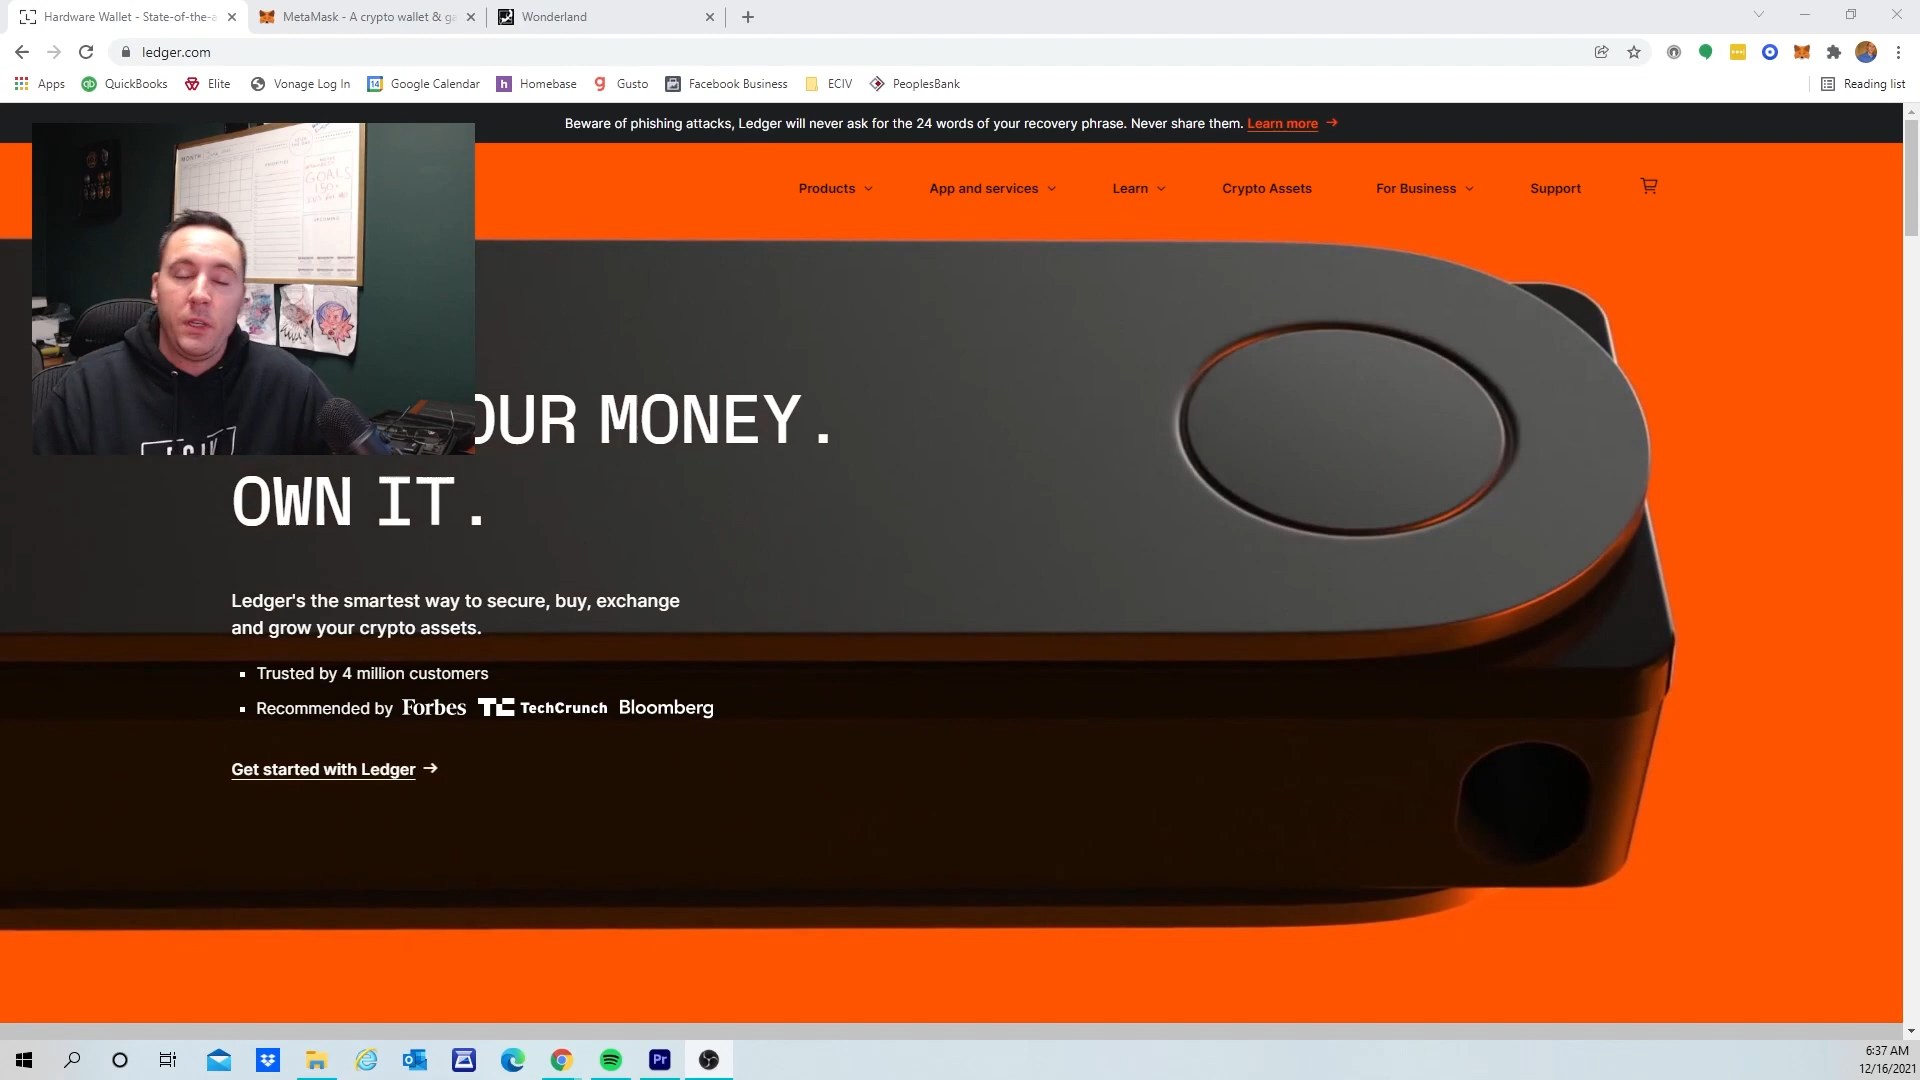 Hardware Wallet - State-of-the-a
MetaMask - A crypto wallet & ga
Wonderland
ledger.com
Apps
QuickBooks
Elite
Vonage Log In
14
Google Calendar
h
Homebase
g
Gusto
Facebook Business
ECIV
PeoplesBank
Reading list
Beware of phishing attacks, Ledger will never ask for the 24 words of your recovery phrase. Never share them. Learn more →
Products
App and services
Learn
Crypto Assets
For Business
Support
MONTH
GOALS
OUR MONEY.
OWN IT.
Ledger's the smartest way to secure, buy, exchange
and grow your crypto assets.
Trusted by 4 million customers
Recommended by Forbes TC TechCrunch Bloomberg
Get started with Ledger →
Pr
6:37 AM
12/16/2021